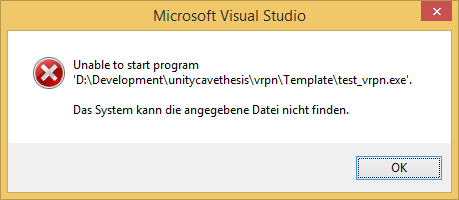 Microsoft Visual Studio
Unable to start program
'D:\Development\unitycavethesis\vrpn\Template\test_vrpn.exe'.
Das System kann die angegebene Datei nicht finden.
OK